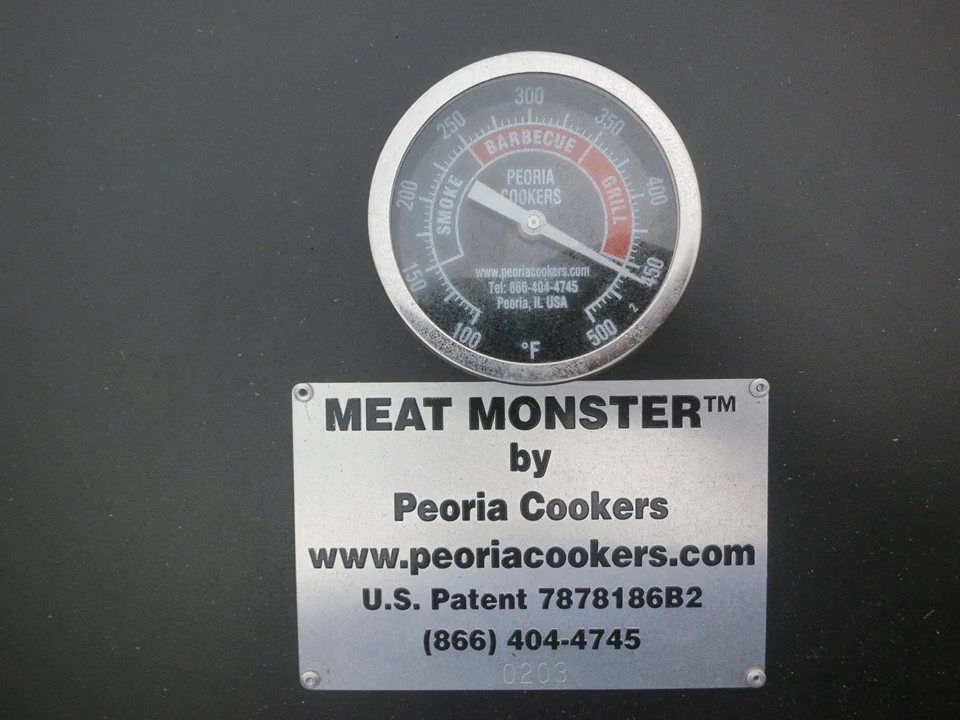 300
250
350
BARBECUE
200
SMOKE
PEORIA
COOKERS
GRILL
400
www.peoriacookers.com
Tel: 866-404-4745
Peoria, IL USA
150
450
100
°F
500
2
MEAT MONSTER™
by
Peoria Cookers
www.peoriacookers.com
U.S. Patent 7878186B2
(866) 404-4745
0203